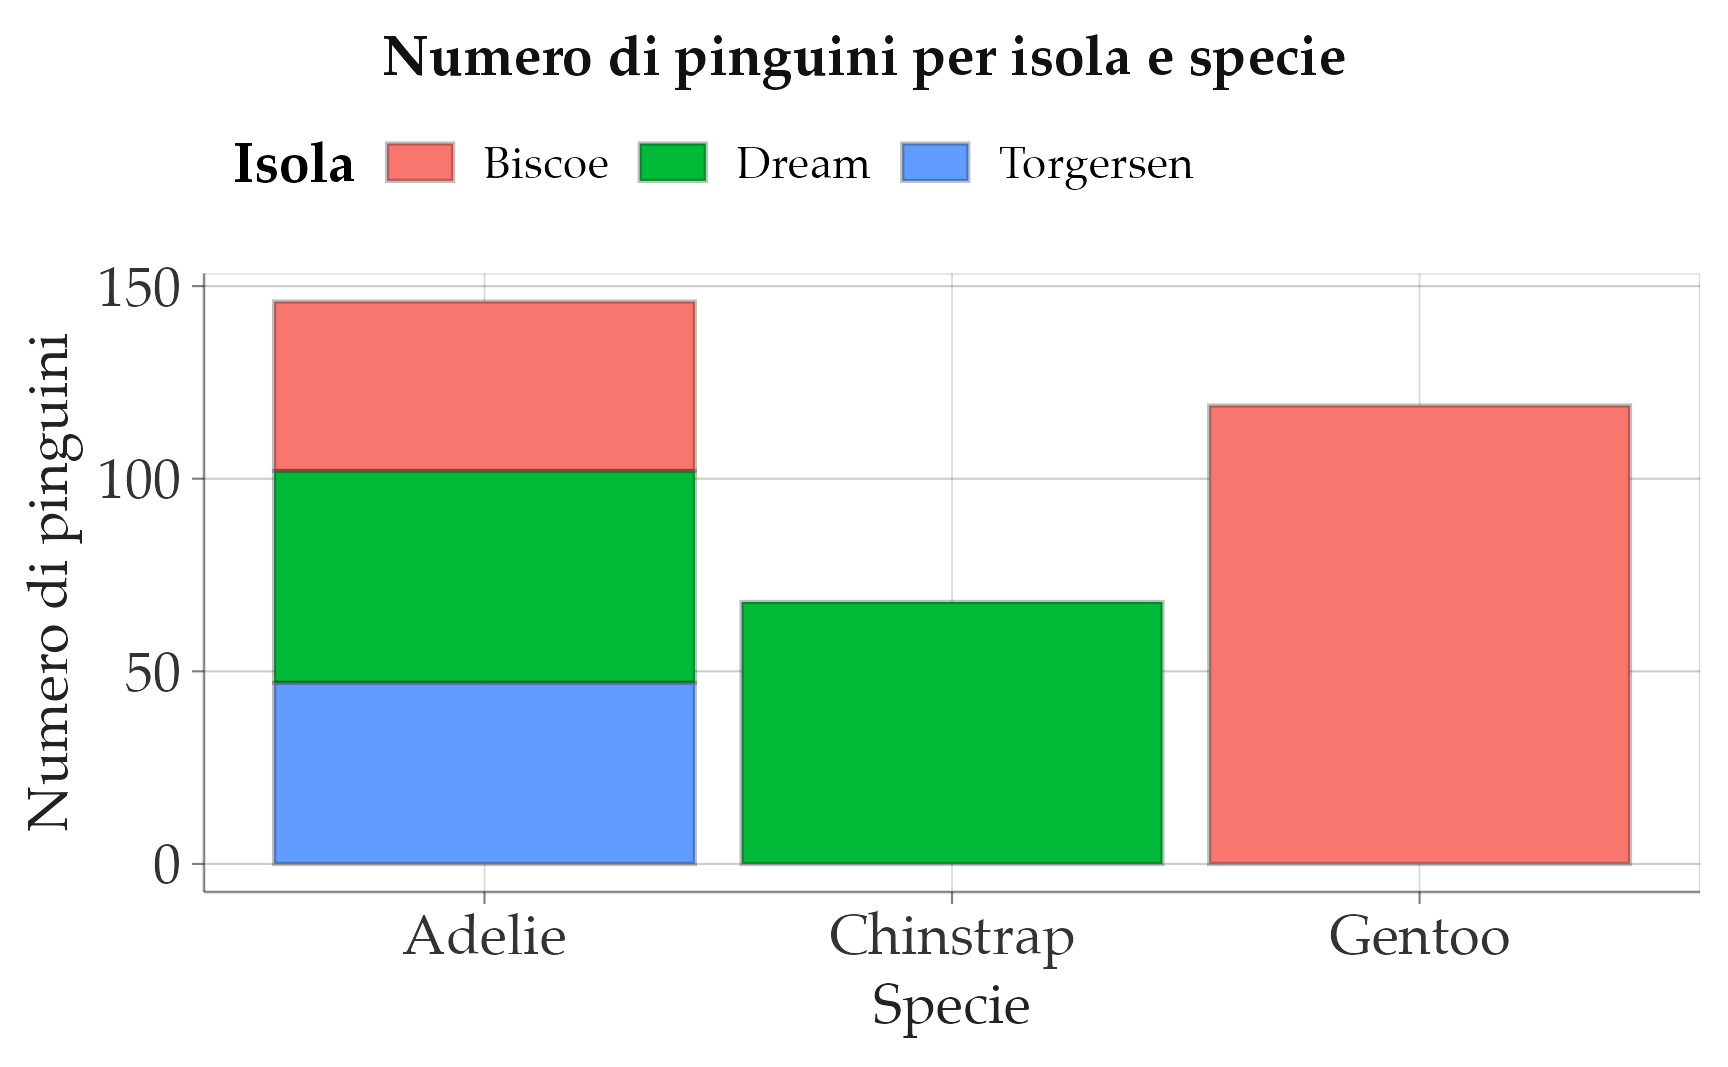 Numero di pinguini per isola e specie
Isola Biscoe Dream Torgersen
Numero di pinguini
150
100
50
0
Adelie Chinstrap Gentoo
Specie